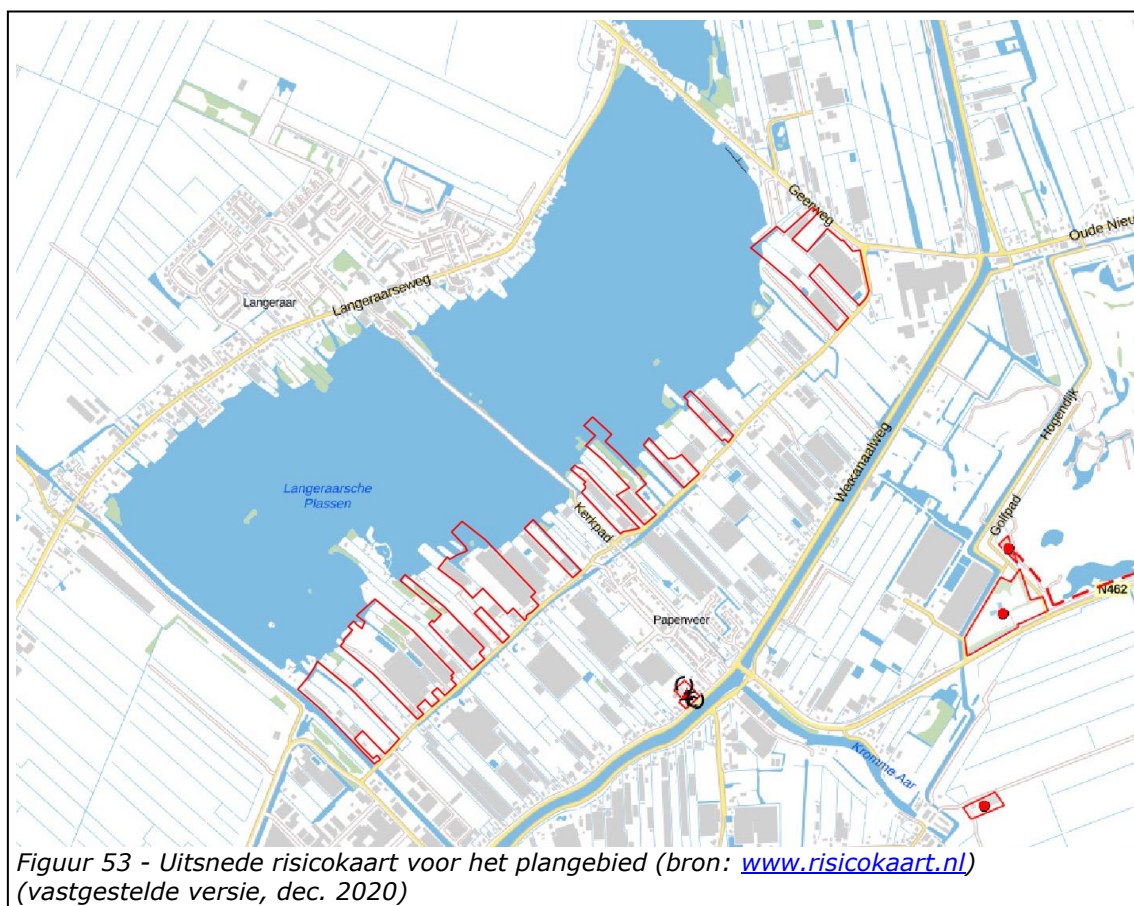 Geerweg
Oude Nieu
Langeraar
Langeraarseweg
Hogendijk
Langeraarsche
Plassen
Kerkpad
Golfpad
N462
Papenveer
Kromme Aar
Figuur 53 - Uitsnede risicokaart voor het plangebied (bron: www.risicokaart.nl)
(vastgestelde versie, dec. 2020)